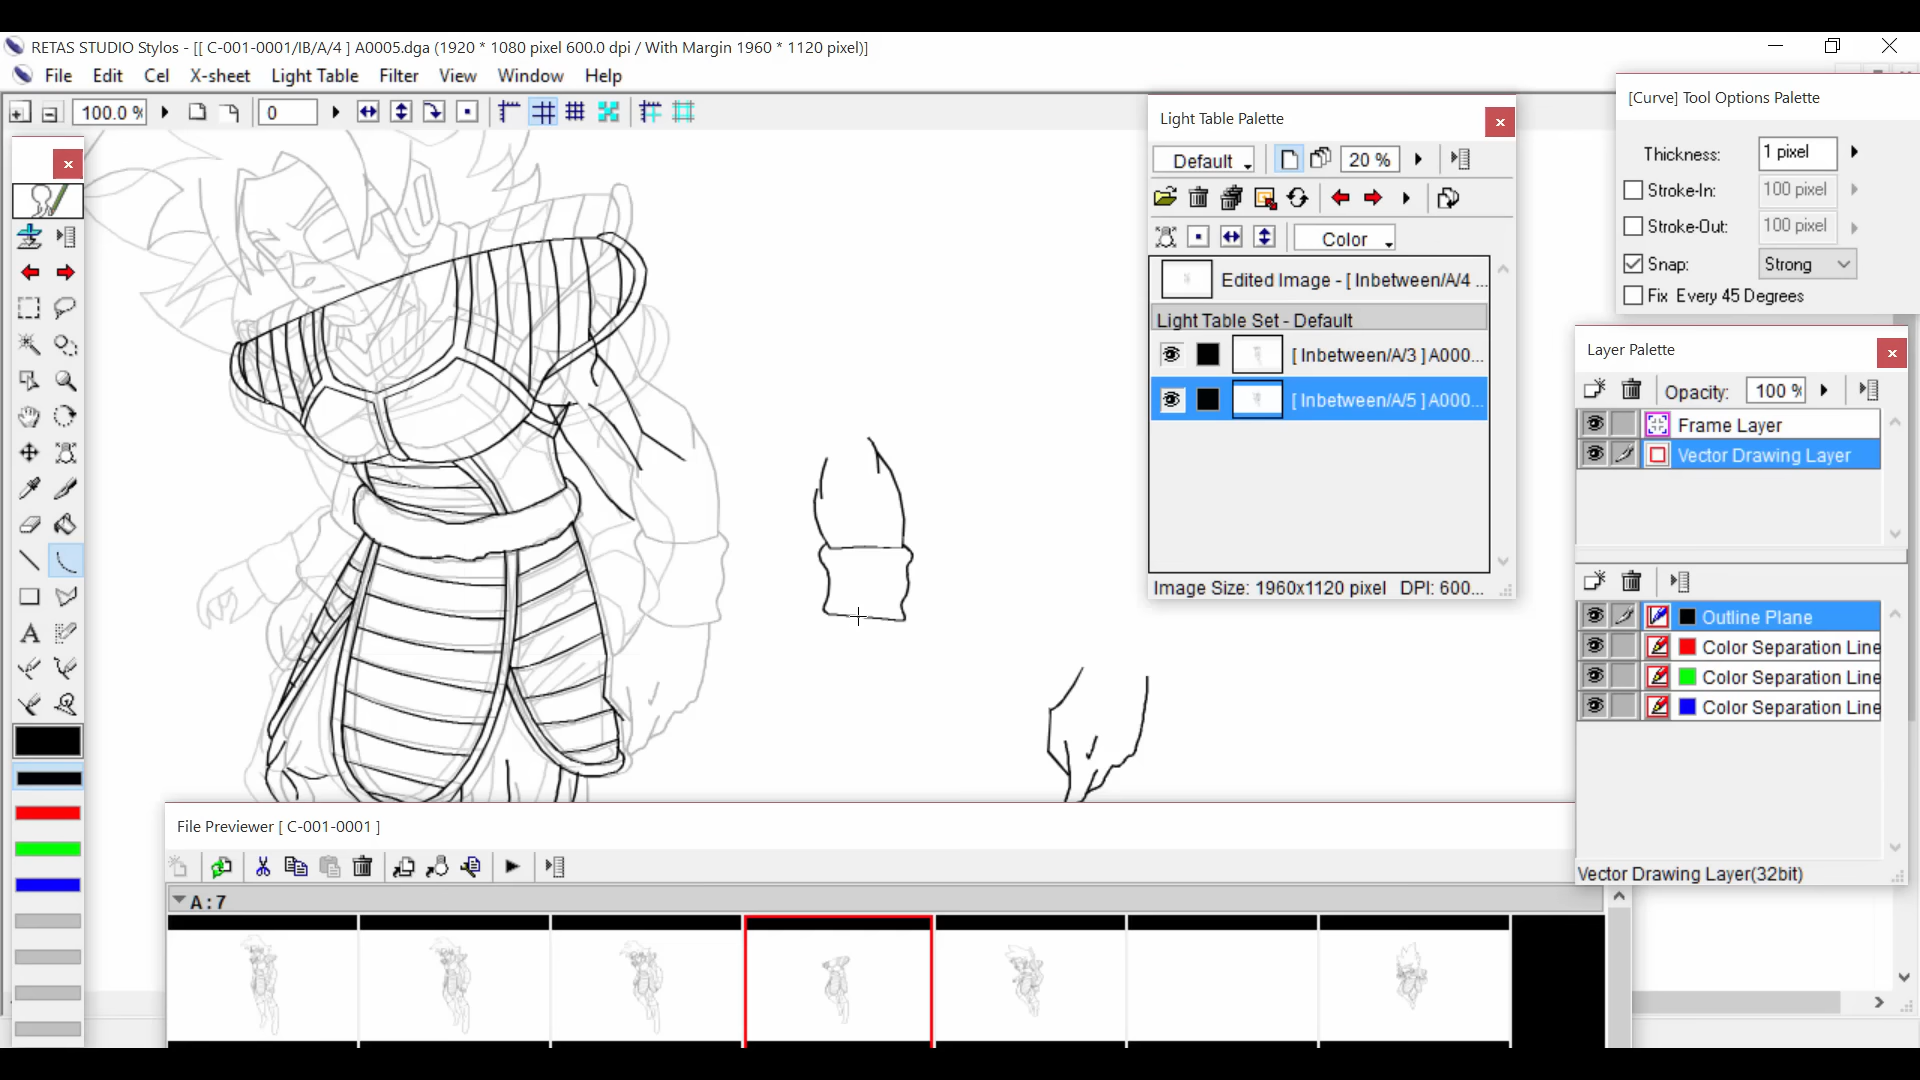 RETAS STUDIO Stylos - [[ C-001-0001/IB/A/4 ] A0005.dga (1920 * 1080 pixel 600.0 dpi / With Margin 1960 * 1120 pixel)]
File Edit Cel X-sheet Light Table Filter View Window Help
100.0 %
0
Light Table Palette
Default
20 %
Color
Edited Image - [ Inbetween/A/4 ...
Light Table Set - Default
[ Inbetween/A/3 ] A000...
[ Inbetween/A/5 ] A000...
Image Size: 1960x1120 pixel DPI: 600...
[Curve] Tool Options Palette
Thickness: 1 pixel
Stroke-In: 100 pixel
Stroke-Out: 100 pixel
Snap: Strong
Fix Every 45 Degrees
Layer Palette
Opacity: 100 %
Frame Layer
Vector Drawing Layer
Outline Plane
Color Separation Line
Color Separation Line
Color Separation Line
Vector Drawing Layer(32bit)
File Previewer [ C-001-0001 ]
A : 7